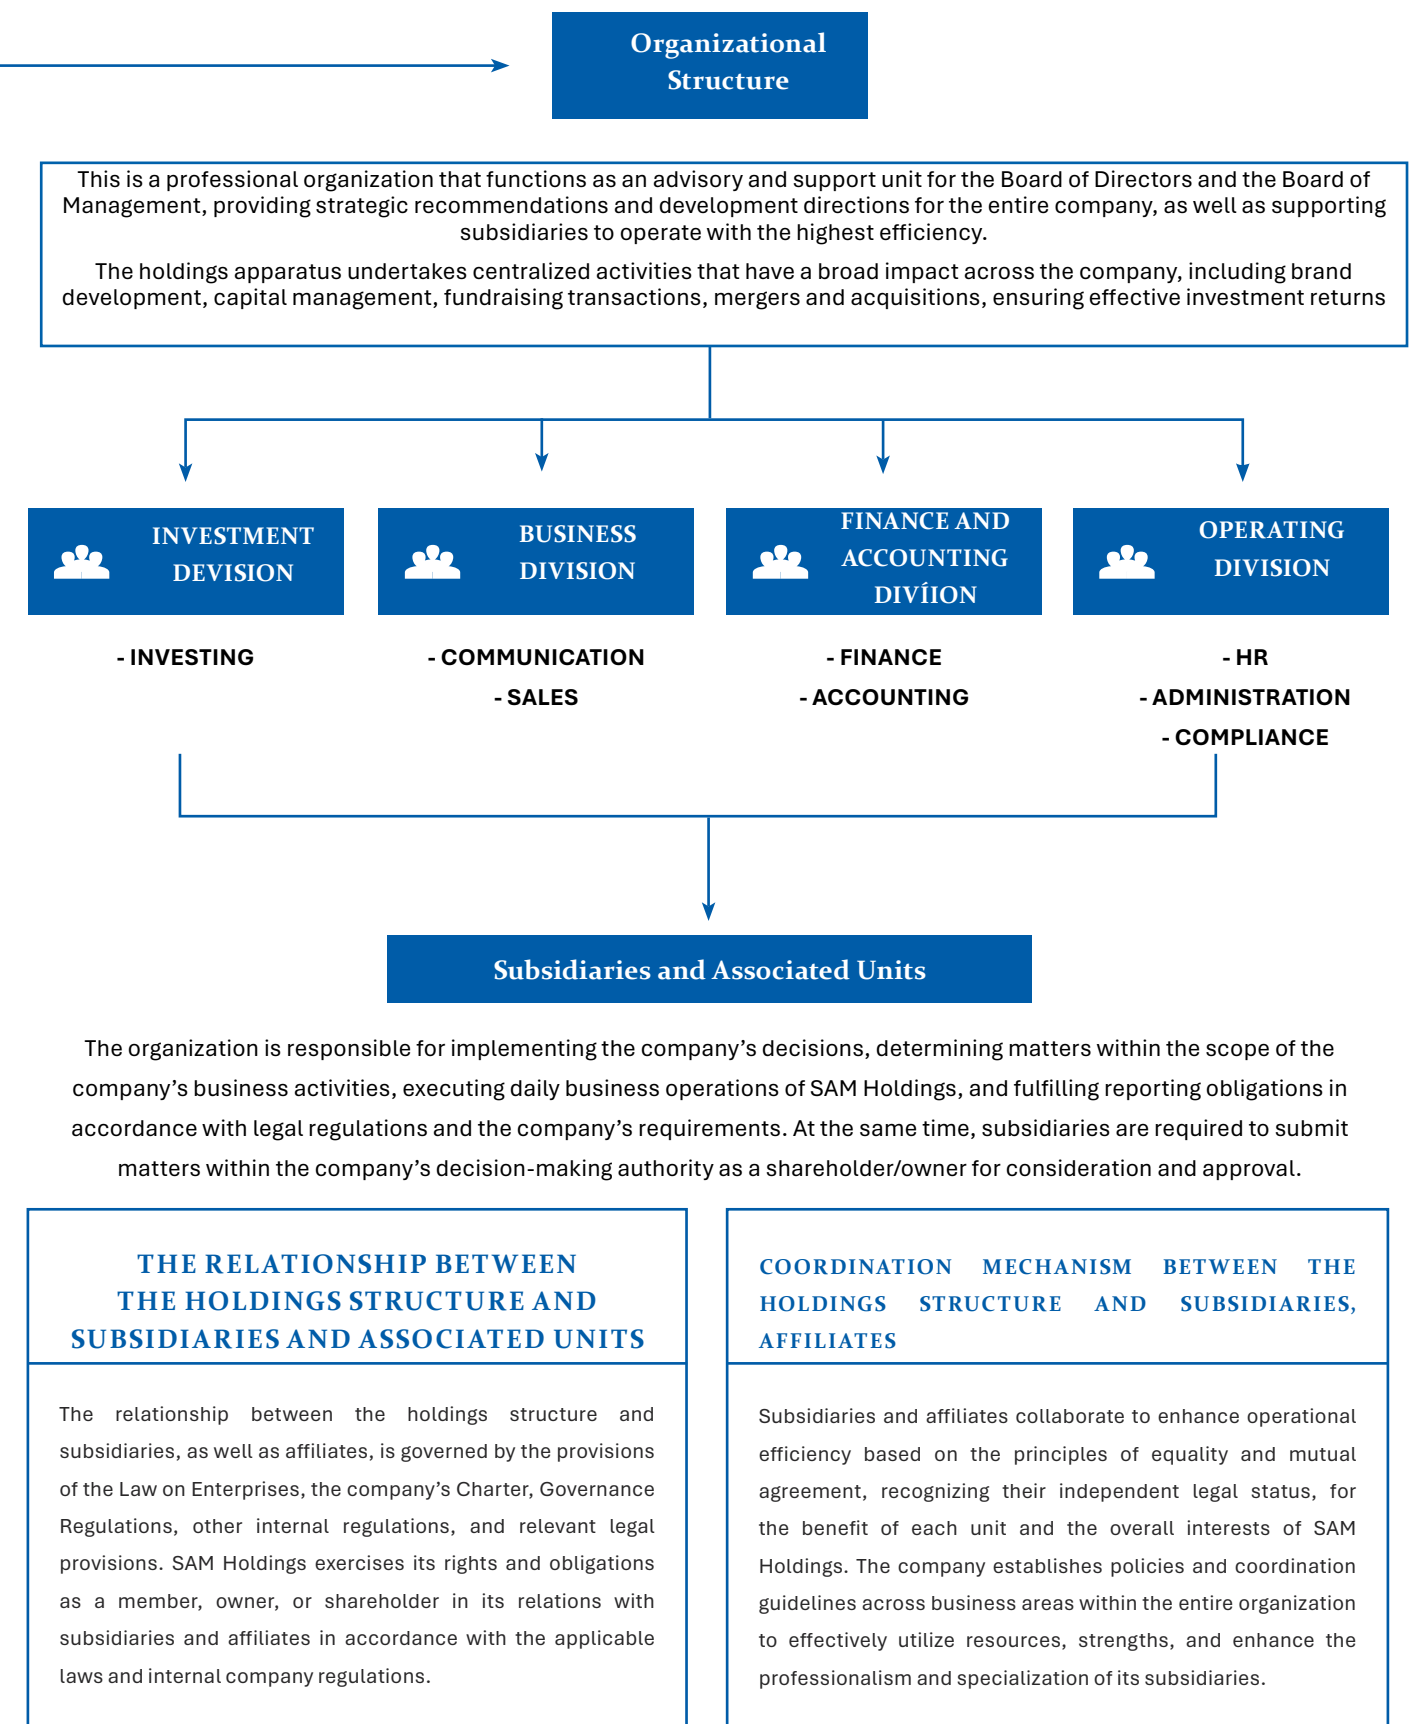 Organizational
Structure
This is a professional organization that functions as an advisory and support unit for the Board of Directors and the Board of
Management, providing strategic recommendations and development directions for the entire company, as well as supporting
subsidiaries to operate with the highest efficiency.
The holdings apparatus undertakes centralized activities that have a broad impact across the company, including brand
development, capital management, fundraising transactions, mergers and acquisitions, ensuring effective investment returns
INVESTMENT
DEVISION
BUSINESS
DIVISION
FINANCE AND
ACCOUNTING
DIVÍION
OPERATING
DIVISION
- INVESTING
- COMMUNICATION
- SALES
- FINANCE
- ACCOUNTING
- HR
- ADMINISTRATION
- COMPLIANCE
Subsidiaries and Associated Units
The organization is responsible for implementing the company’s decisions, determining matters within the scope of the
company’s business activities, executing daily business operations of SAM Holdings, and fulfilling reporting obligations in
accordance with legal regulations and the company’s requirements. At the same time, subsidiaries are required to submit
matters within the company’s decision-making authority as a shareholder/owner for consideration and approval.
THE RELATIONSHIP BETWEEN
THE HOLDINGS STRUCTURE AND
SUBSIDIARIES AND ASSOCIATED UNITS
The relationship between the holdings structure and
subsidiaries, as well as affiliates, is governed by the provisions
of the Law on Enterprises, the company’s Charter, Governance
Regulations, other internal regulations, and relevant legal
provisions. SAM Holdings exercises its rights and obligations
as a member, owner, or shareholder in its relations with
subsidiaries and affiliates in accordance with the applicable
laws and internal company regulations.
COORDINATION MECHANISM BETWEEN THE
HOLDINGS STRUCTURE AND SUBSIDIARIES,
AFFILIATES
Subsidiaries and affiliates collaborate to enhance operational
efficiency based on the principles of equality and mutual
agreement, recognizing their independent legal status, for
the benefit of each unit and the overall interests of SAM
Holdings. The company establishes policies and coordination
guidelines across business areas within the entire organization
to effectively utilize resources, strengths, and enhance the
professionalism and specialization of its subsidiaries.